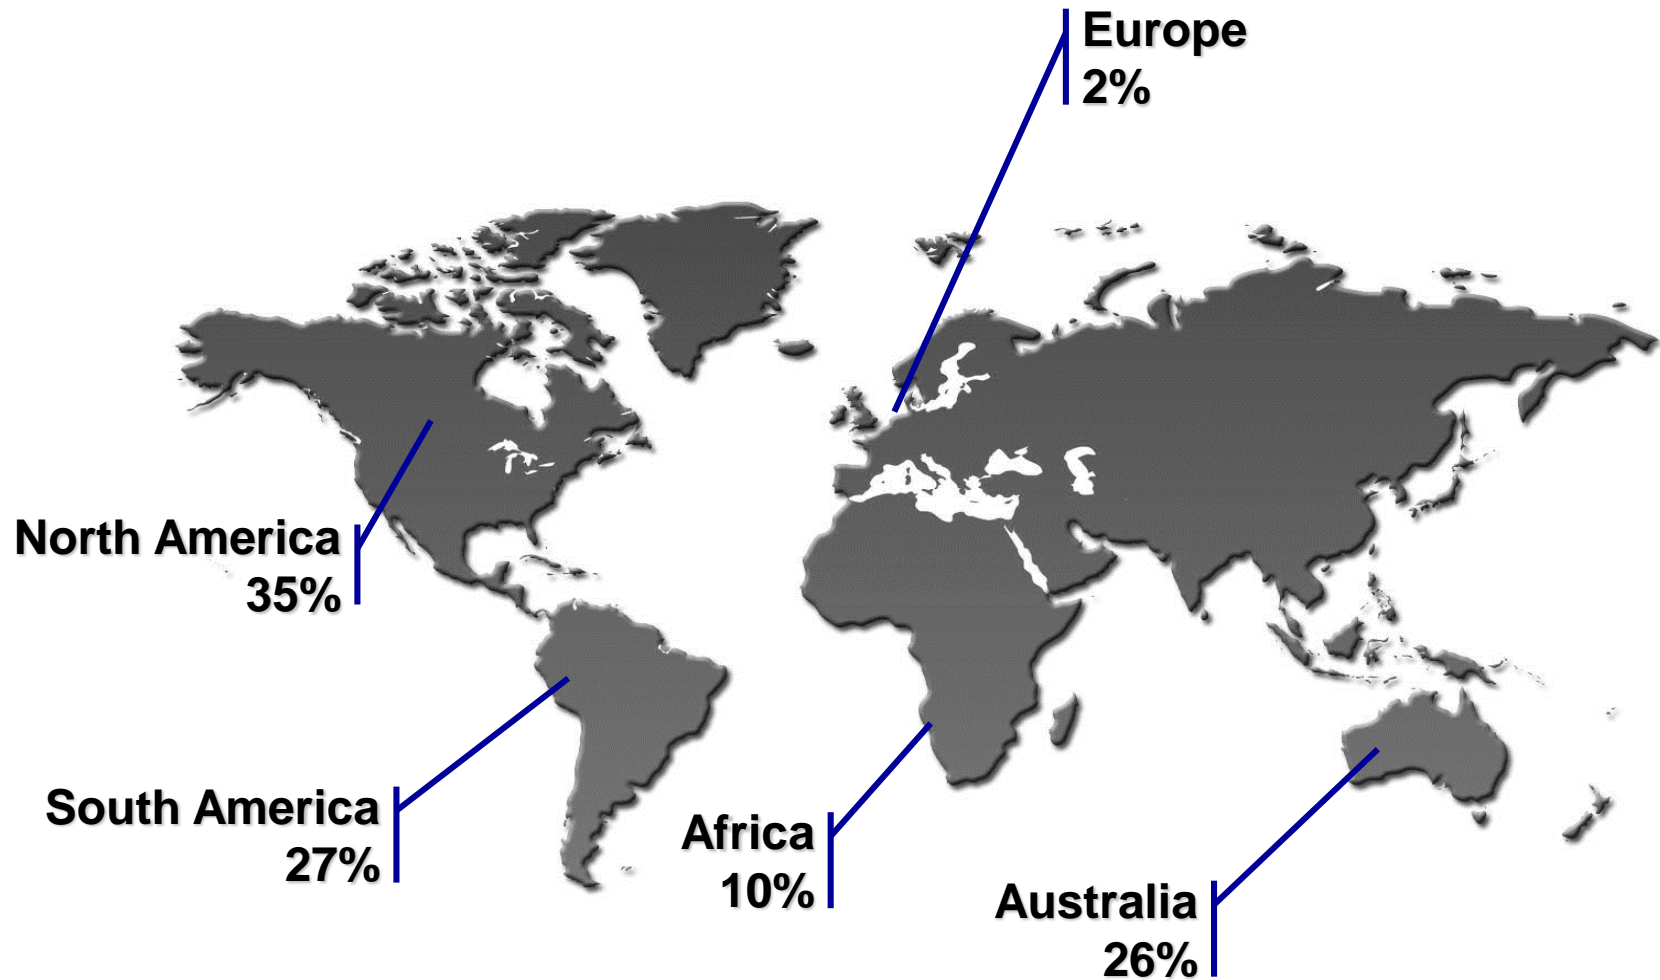 Europe
2%
North America
35%
South America
27%
Africa
10%
Australia
26%